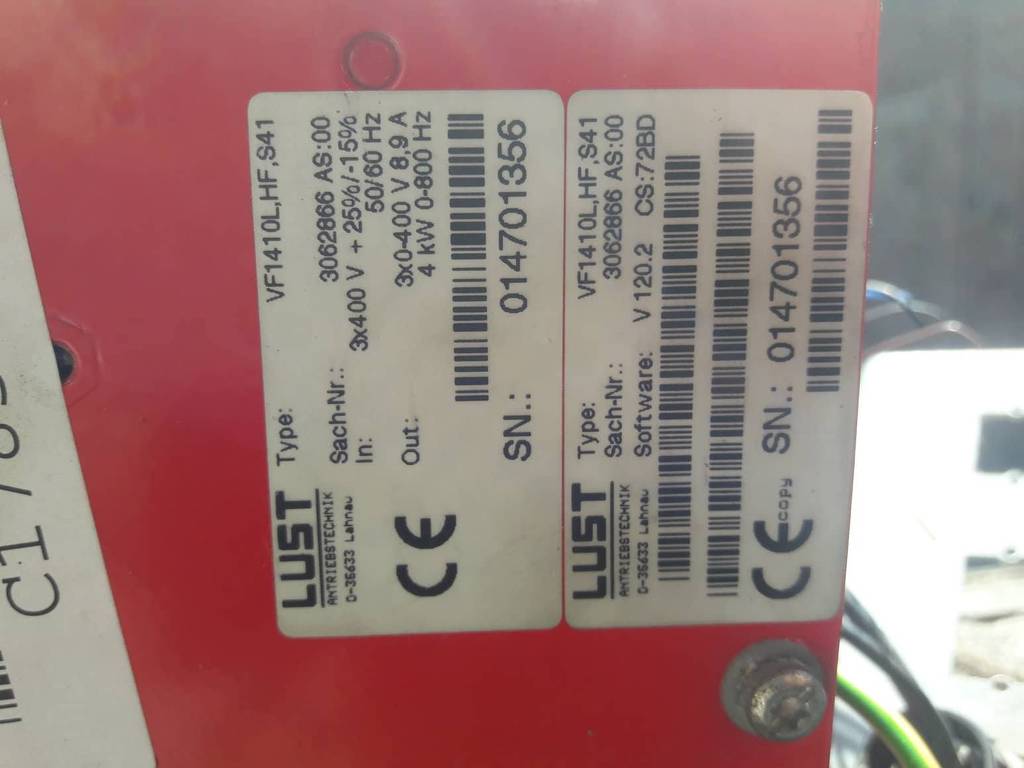 LUST
ANTRIEBSTECHNIK
D-35633 Lahnau
Type: VF1410L,HF,S41
Sach-Nr.: 3062866 AS:00
In: 3x400 V + 25%/-15%
50/60 Hz
Out: 3x0-400 V 8,9 A
4 kW 0-800 Hz
CE
SN.: 014701356
LUST
ANTRIEBSTECHNIK
D-35633 Lahnau
Type: VF1410L,HF,S41
Sach-Nr.: 3062866 AS:00
Software: V 120.2 CS:72BD
CE
copy
SN.: 014701356